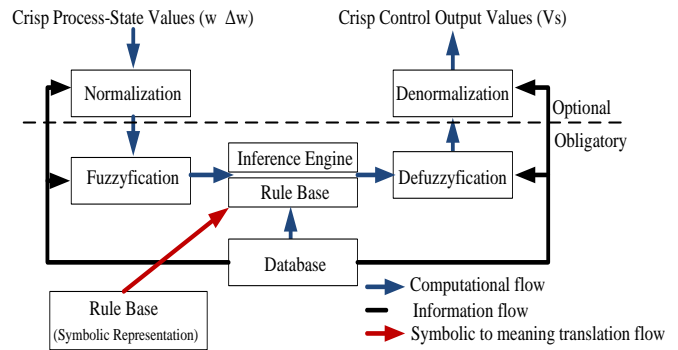 Crisp Process-State Values (w Δw)
Crisp Control Output Values (Vs)
Normalization
Denormalization
Optional
Obligatory
Fuzzyfication
Inference Engine
Rule Base
Defuzzyfication
Database
Rule Base
(Symbolic Representation)
Computational flow
Information flow
Symbolic to meaning translation flow